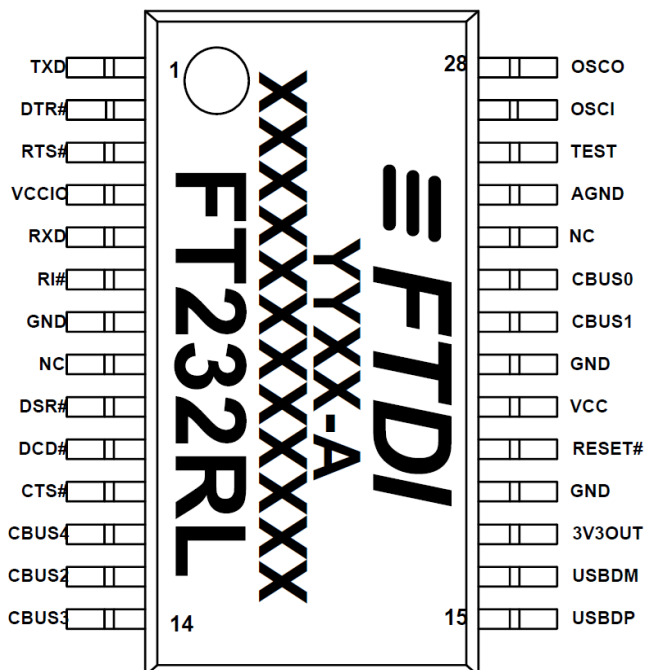 TXD
DTR#
RTS#
VCCIO
RXD
RI#
GND
NC
DSR#
DCD#
CTS#
CBUS4
CBUS2
CBUS3
1
14
FT232RL
XXXXXXXXXXXX
YYXX-A
FTDI
28
15
OSCO
OSCI
TEST
AGND
NC
CBUS0
CBUS1
GND
VCC
RESET#
GND
3V3OUT
USBDM
USBDP